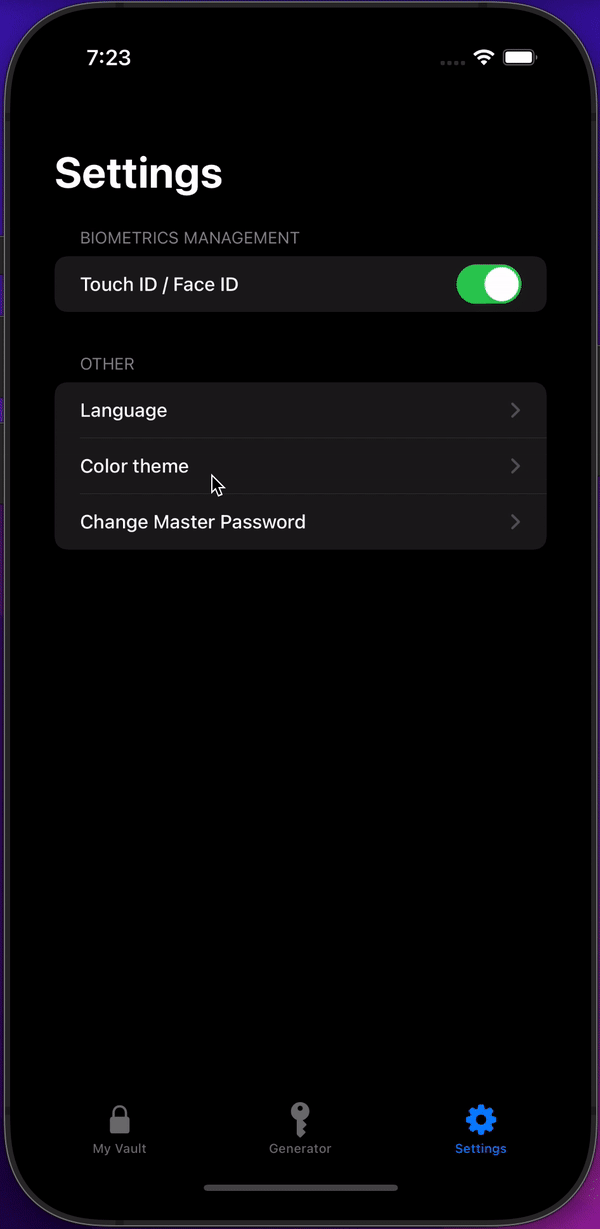 7:23
Settings
BIOMETRICS MANAGEMENT
Touch ID / Face ID
OTHER
Language
Color theme
Change Master Password
My Vault
Generator
Settings